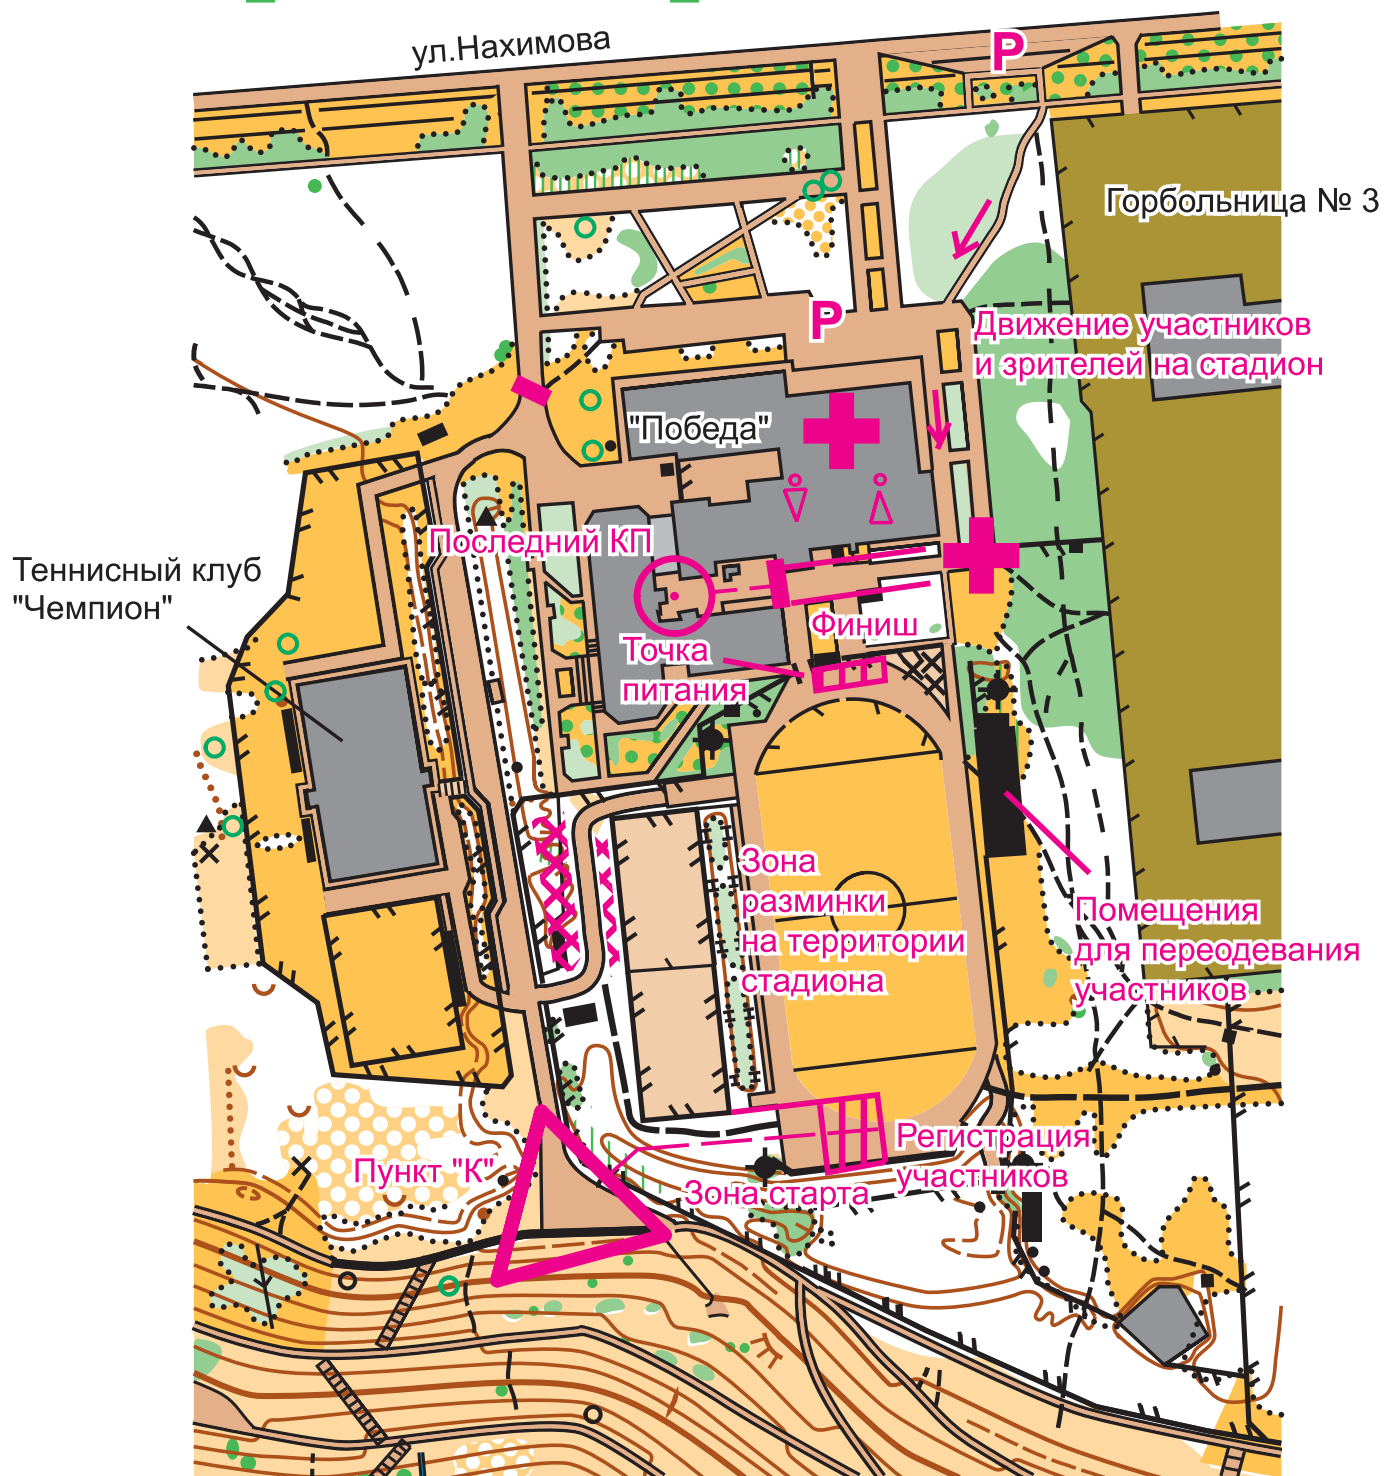 ул.Нахимова
P
Горбольница № 3
P
Движение участников
и зрителей на стадион
"Победа"
Последний КП
Теннисный клуб
"Чемпион"
Финиш
Точка
питания
Зона
разминки
на территории
стадиона
Помещения
для переодевания
участников
Регистрация
участников
Пункт "К"
Зона старта